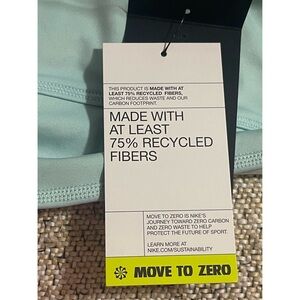 THIS PRODUCT IS MADE WITH AT
LEAST 75% RECYCLED FIBERS,
WHICH REDUCES WASTE AND OUR
CARBON FOOTPRINT.
MADE WITH
AT LEAST
75% RECYCLED
FIBERS
MOVE TO ZERO IS NIKE'S
JOURNEY TOWARD ZERO CARBON
AND ZERO WASTE TO HELP
PROTECT THE FUTURE OF SPORT.
LEARN MORE AT
NIKE.COM/SUSTAINABILITY
MOVE TO ZERO